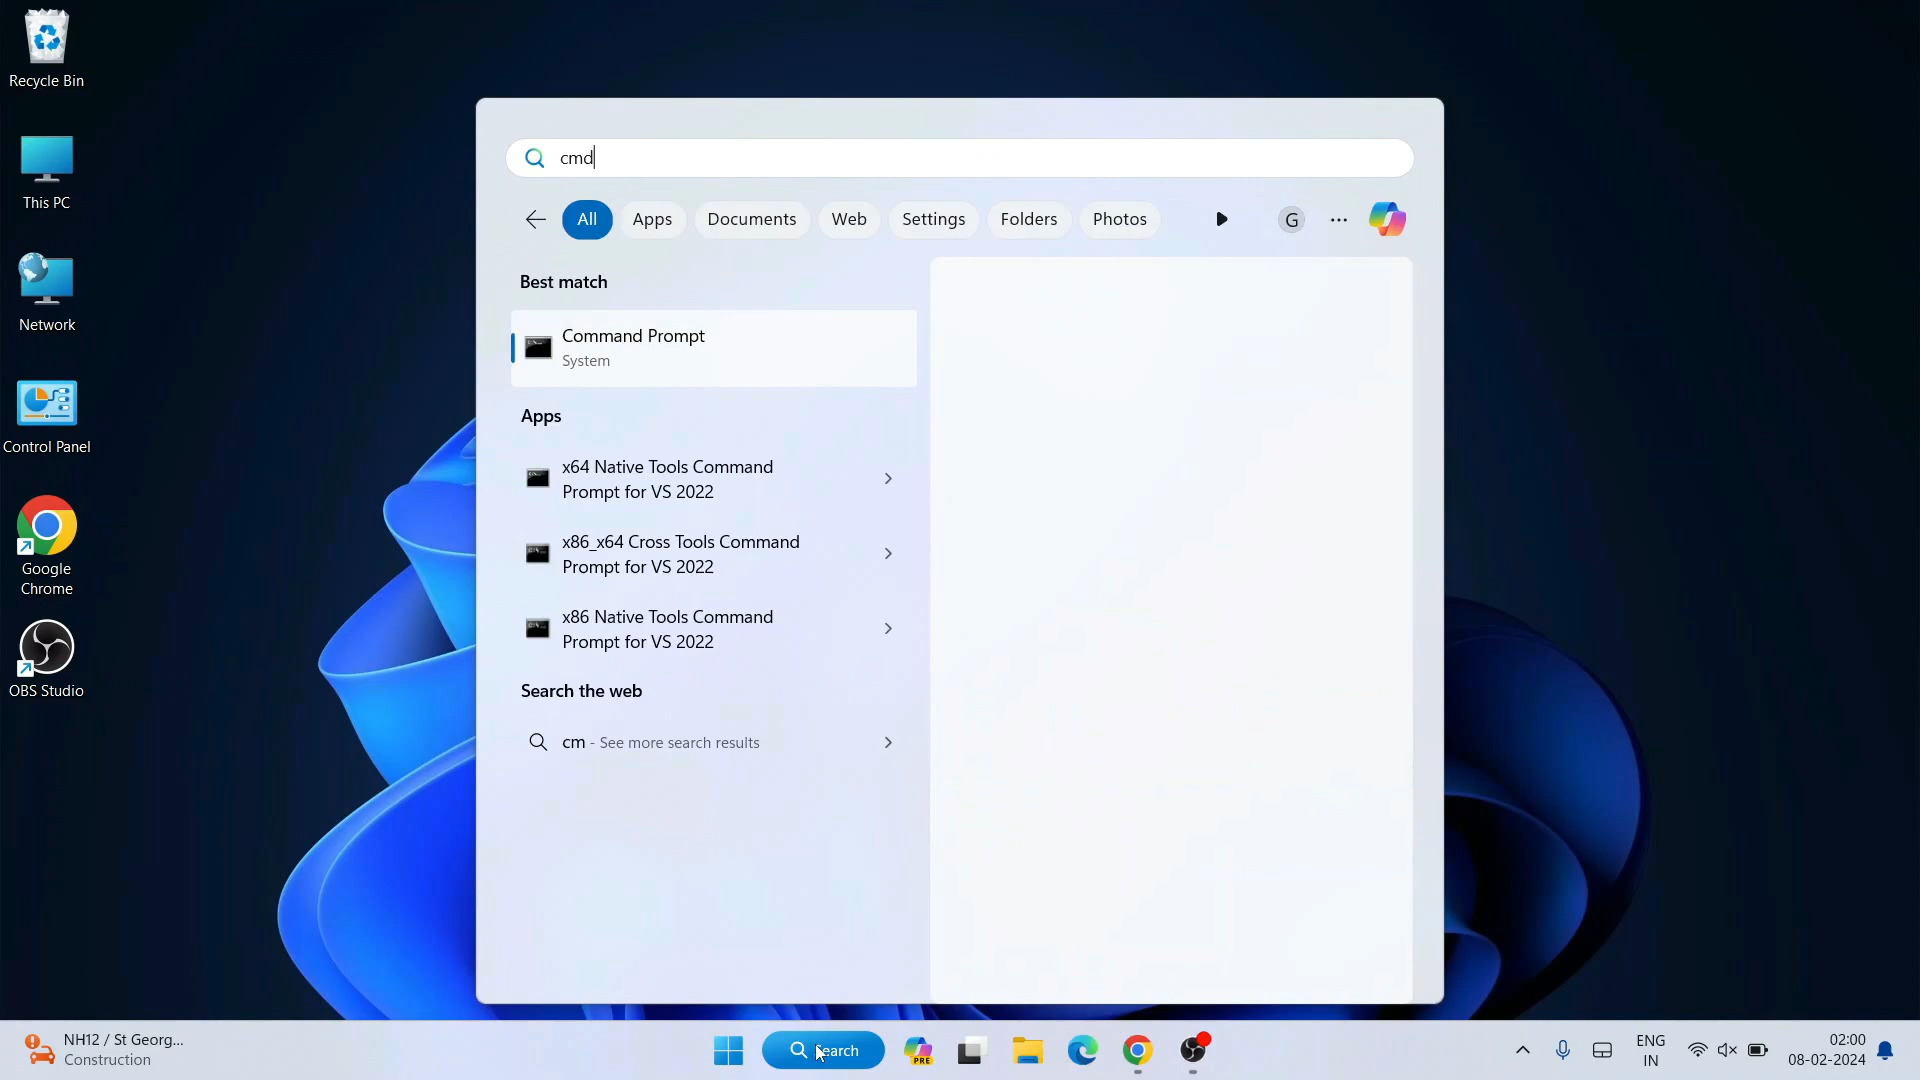 Recycle Bin
This PC
Network
Control Panel
Google
Chrome
OBS Studio
cmd
All
Apps
Documents
Web
Settings
Folders
Photos
G
Best match
Command Prompt
System
Apps
x64 Native Tools Command
Prompt for VS 2022
x86_x64 Cross Tools Command
Prompt for VS 2022
x86 Native Tools Command
Prompt for VS 2022
Search the web
cm - See more search results
NH12 / St Georg...
Construction
Search
PRE
ENG
IN
02:00
08-02-2024